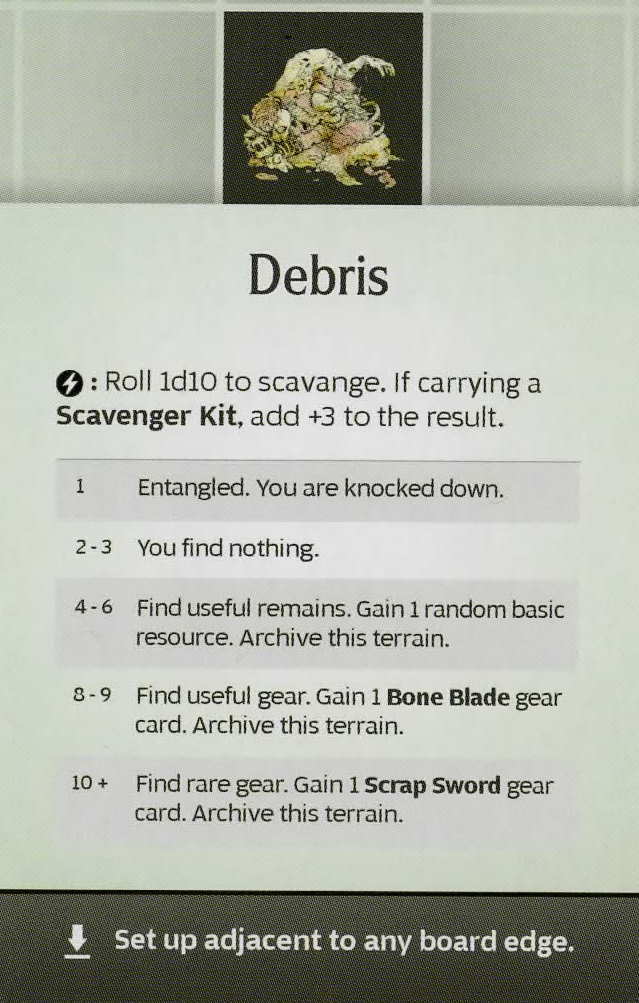 Debris
: Roll 1d10 to scavange. If carrying a
Scavenger Kit, add +3 to the result.
1 Entangled. You are knocked down.
2-3 You find nothing.
4-6 Find useful remains. Gain 1 random basic
resource. Archive this terrain.
8-9 Find useful gear. Gain 1 Bone Blade gear
card. Archive this terrain.
10 + Find rare gear. Gain 1 Scrap Sword gear
card. Archive this terrain.
Set up adjacent to any board edge.